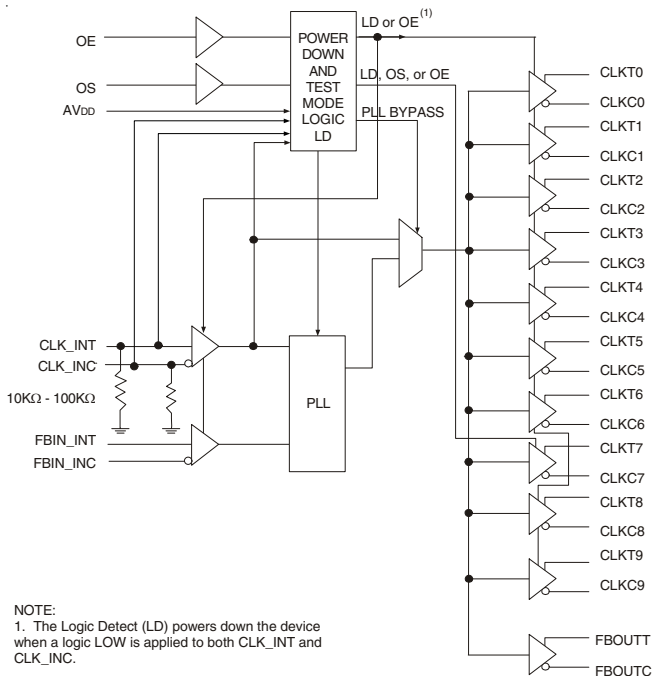 OE
OS
AVDD
POWER
DOWN
AND
TEST
MODE
LOGIC
LD
LD or OE (1)
LD, OS, or OE
PLL BYPASS
CLK_INT
CLK_INC
10KΩ - 100KΩ
FBIN_INT
FBIN_INC
PLL
CLKT0
CLKC0
CLKT1
CLKC1
CLKT2
CLKC2
CLKT3
CLKC3
CLKT4
CLKC4
CLKT5
CLKC5
CLKT6
CLKC6
CLKT7
CLKC7
CLKT8
CLKC8
CLKT9
CLKC9
FBOUTT
FBOUTC
NOTE:
1. The Logic Detect (LD) powers down the device
when a logic LOW is applied to both CLK_INT and
CLK_INC.